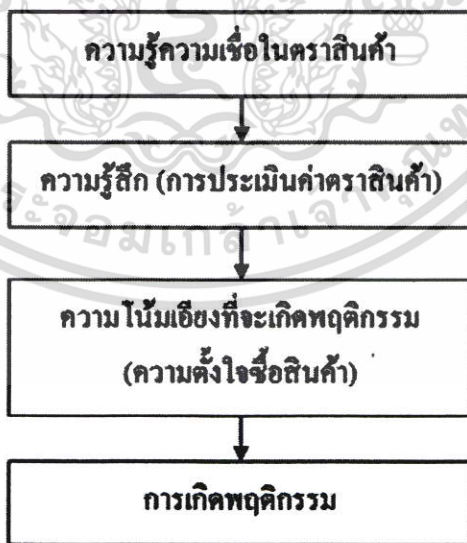 ความรู้ความเชื่อในตราสินค้า
ความรู้สึก (การประเมินค่าตราสินค้า)
ความโน้มเอียงที่จะเกิดพฤติกรรม
(ความตั้งใจซื้อสินค้า)
การเกิดพฤติกรรม